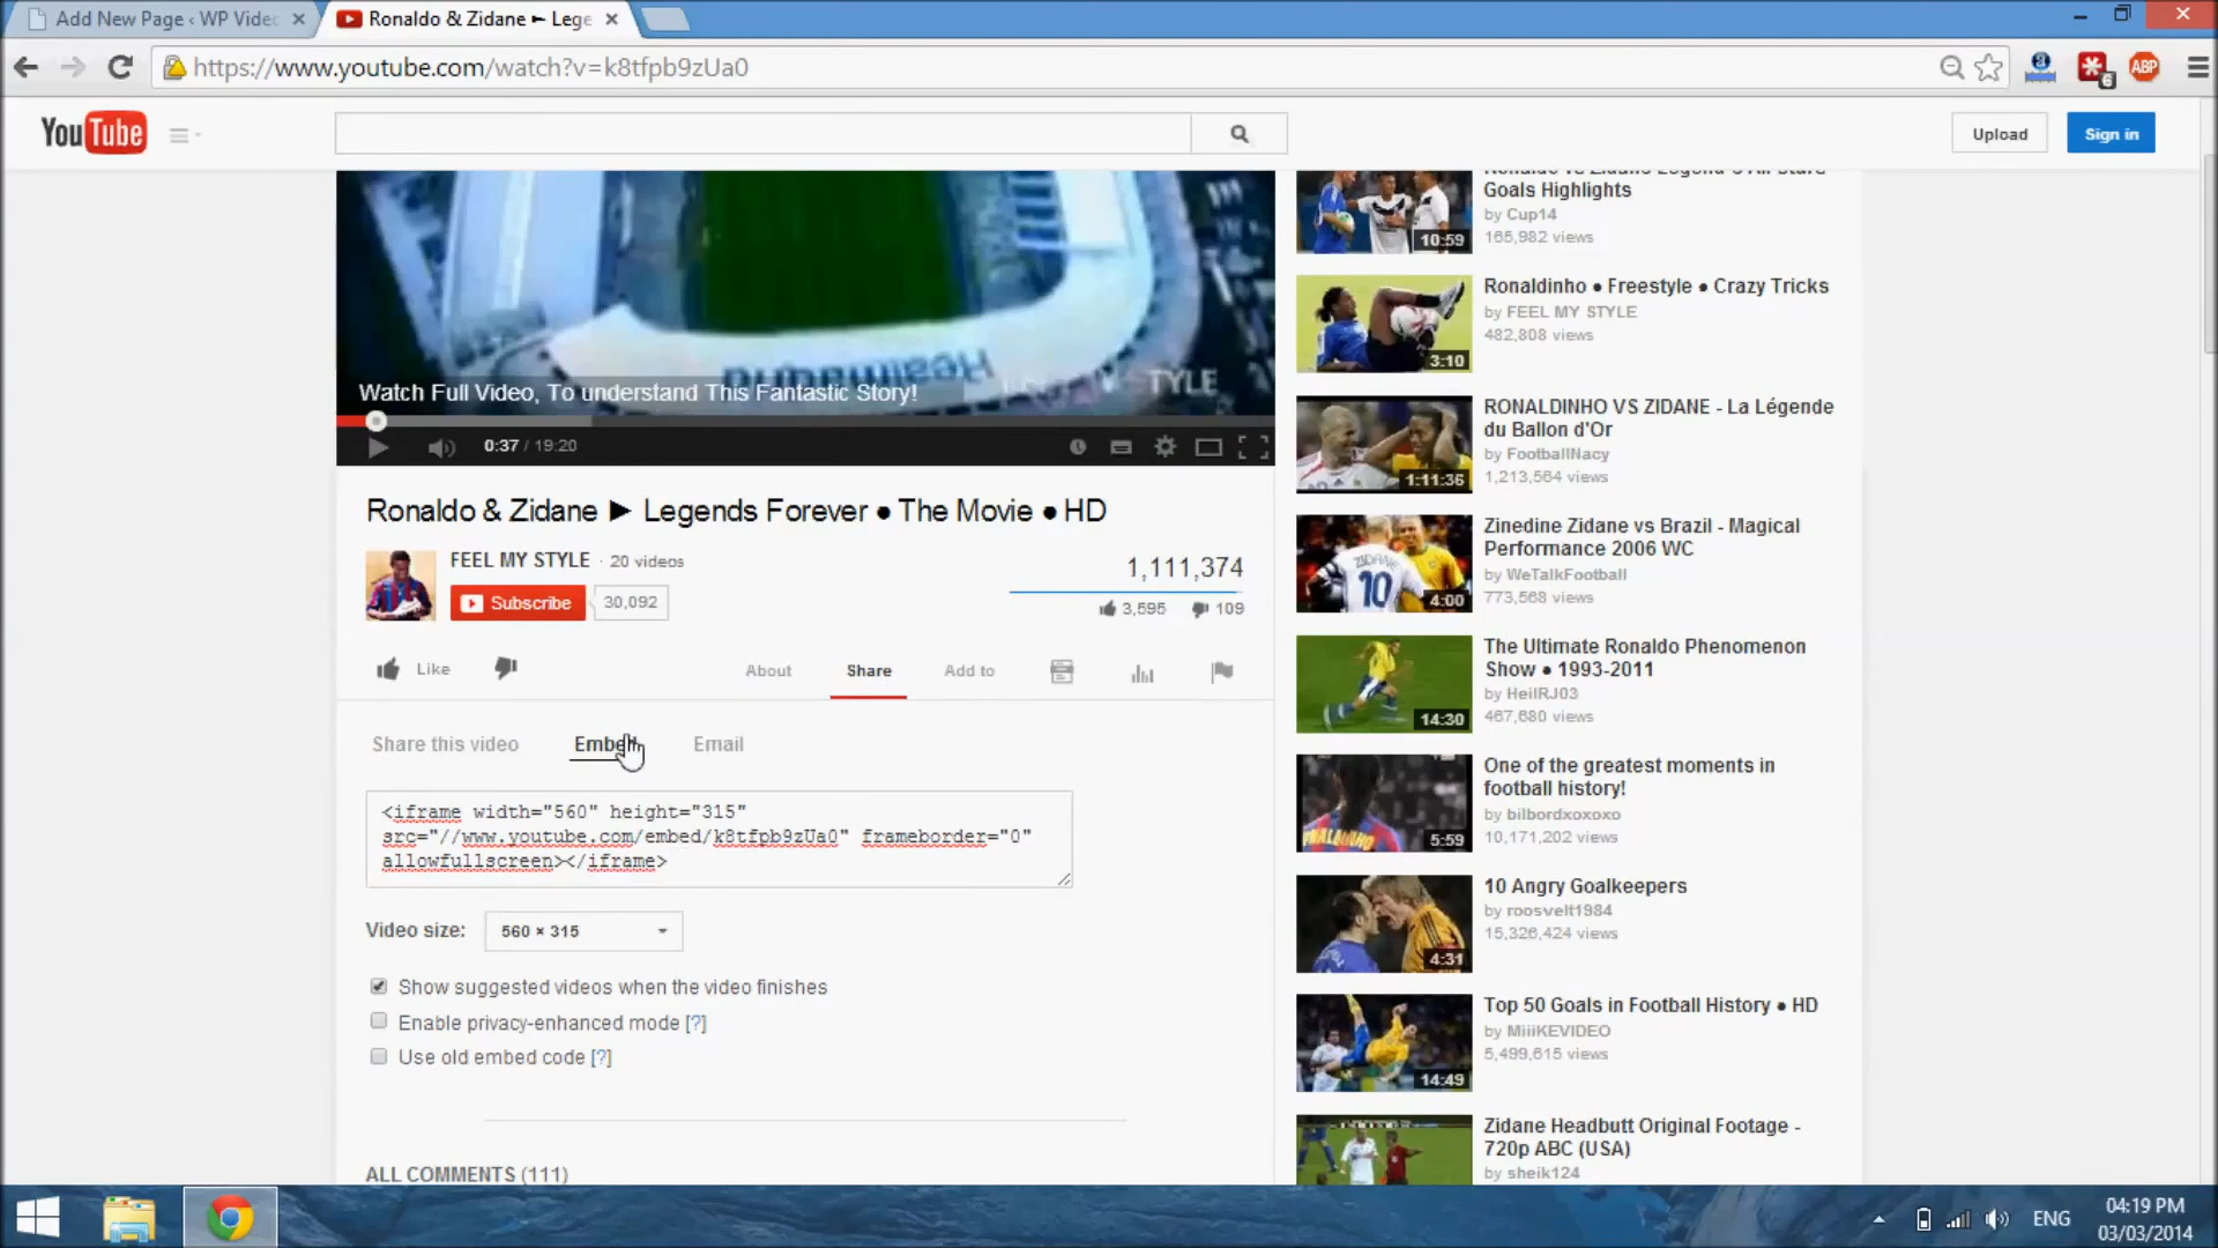 Add New Page ‹ WP Video
Ronaldo & Zidane ► Lege
https://www.youtube.com/watch?v=k8tfpb9zUa0
6
ABP
YouTube
Upload
Sign in
Realmadrid
TYLE
Watch Full Video, To understand This Fantastic Story!
0:37 / 19:20
Ronaldo & Zidane ► Legends Forever ● The Movie ● HD
FEEL MY STYLE · 20 videos
Subscribe
30,092
1,111,374
3,595
109
Like
About
Share
Add to
Share this video
Embed
Email
<iframe width="560" height="315"
src="//www.youtube.com/embed/k8tfpb9zUa0" frameborder="0"
allowfullscreen></iframe>
Video size:
560 × 315
Show suggested videos when the video finishes
Enable privacy-enhanced mode [?]
Use old embed code [?]
ALL COMMENTS (111)
Goals Highlights
by Cup14
165,982 views
10:59
Ronaldinho ● Freestyle ● Crazy Tricks
by FEEL MY STYLE
482,808 views
3:10
RONALDINHO VS ZIDANE - La Légende
du Ballon d'Or
by FootballNacy
1,213,564 views
1:11:36
Zinedine Zidane vs Brazil - Magical
Performance 2006 WC
by WeTalkFootball
773,568 views
ZIDANE
10
4:00
The Ultimate Ronaldo Phenomenon
Show ● 1993-2011
by HeilRJ03
467,680 views
14:30
One of the greatest moments in
football history!
by bilbordxoxoxo
10,171,202 views
5:59
10 Angry Goalkeepers
by roosvelt1984
15,326,424 views
4:31
Top 50 Goals in Football History ● HD
by MiiiKEVIDEO
5,499,615 views
14:49
Zidane Headbutt Original Footage -
720p ABC (USA)
by sheik124
ENG
04:19 PM
03/03/2014